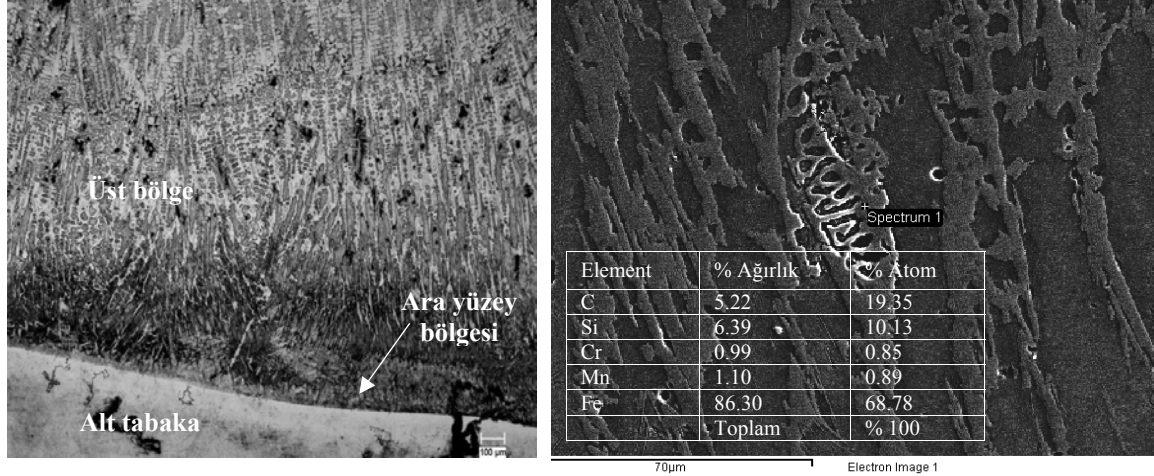 Üst bölge
Ara yüzey
bölgesi
Alt tabaka
100 µm
Spectrum 1
Element % Ağırlık % Atom
C 5.22 19.35
Si 6.39 10.13
Cr 0.99 0.85
Mn 1.10 0.89
Fe 86.30 68.78
Toplam % 100
70µm Electron Image 1